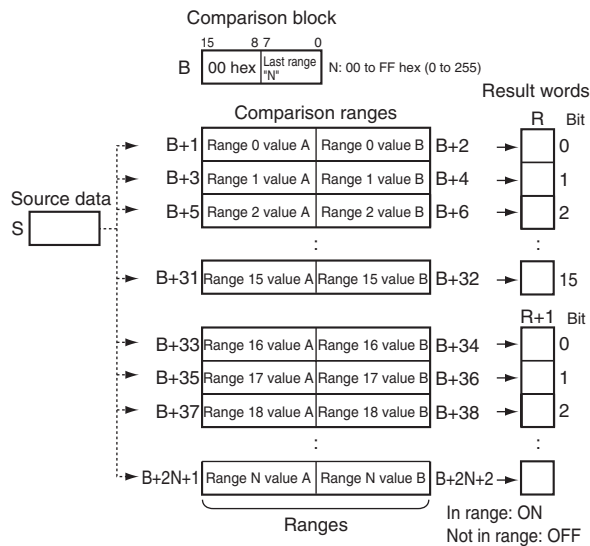 Comparison block
15 8 7 0
B 00 hex Last range "N" N: 00 to FF hex (0 to 255)
Result words
Comparison ranges R Bit
B+1 Range 0 value A Range 0 value B B+2 0
B+3 Range 1 value A Range 1 value B B+4 1
Source data
B+5 Range 2 value A Range 2 value B B+6 2
S
: :
B+31 Range 15 value A Range 15 value B B+32 15
R+1 Bit
B+33 Range 16 value A Range 16 value B B+34 0
B+35 Range 17 value A Range 17 value B B+36 1
B+37 Range 18 value A Range 18 value B B+38 2
: :
B+2N+1 Range N value A Range N value B B+2N+2
In range: ON
Ranges
Not in range: OFF